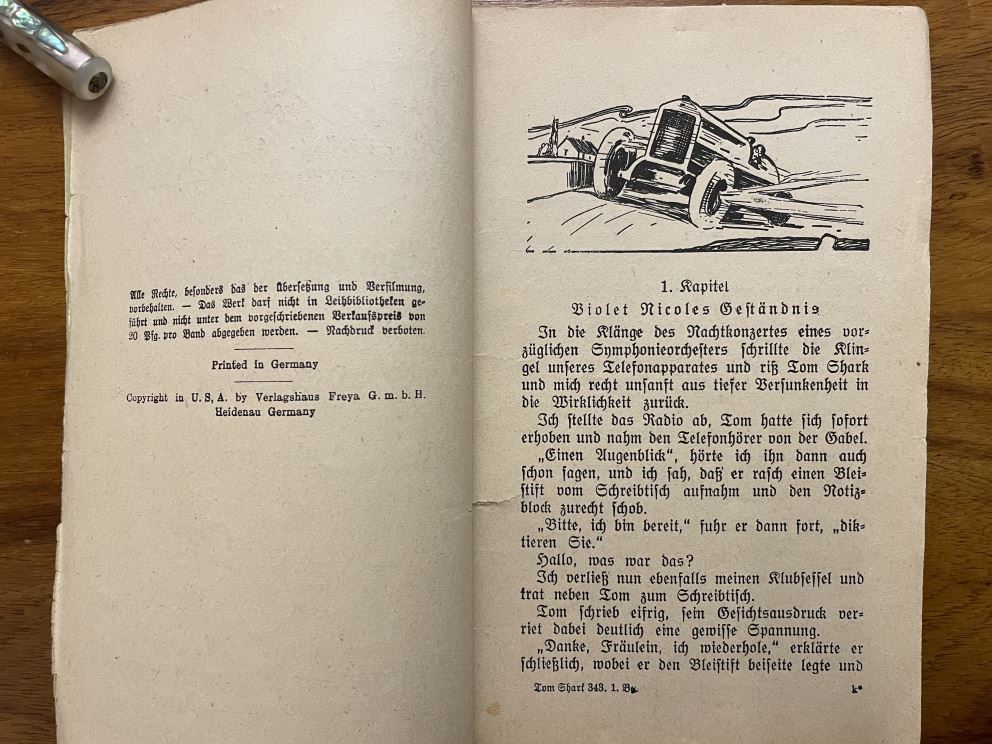 Alle Rechte, besonders das der Übersetzung und Verfilmung,
vorbehalten. — Das Werk darf nicht in Leihbibliotheken ge-
führt und nicht unter dem vorgeschriebenen Verkaufspreis von
20 Pfg. pro Band abgegeben werden. — Nachdruck verboten.
Printed in Germany
Copyright in U. S, A. by Verlagshaus Freya G. m. b. H.
Heidenau Germany
1. Kapitel
Violet Nicoles Geständnis
In die Klänge des Nachtkonzertes eines vor-
züglichen Symphonieorchesters schrillte die Klin-
gel unseres Telefonapparates und riß Tom Shark
und mich recht unsanft aus tiefer Versunkenheit in
die Wirklichkeit zurück.
Ich stellte das Radio ab, Tom hatte sich sofort
erhoben und nahm den Telefonhörer von der Gabel.
„Einen Augenblick“, hörte ich ihn dann auch
schon sagen, und ich sah, daß er rasch einen Blei-
stift vom Schreibtisch aufnahm und den Notiz-
block zurecht schob.
„Bitte, ich bin bereit,“ fuhr er dann fort, „dik-
tieren Sie.“
Hallo, was war das?
Ich verließ nun ebenfalls meinen Klubsessel und
trat neben Tom zum Schreibtisch.
Tom schrieb eifrig, sein Gesichtsausdruck ver-
riet dabei deutlich eine gewisse Spannung.
„Danke, Fräulein, ich wiederhole,“ erklärte er
schließlich, wobei er den Bleistift beiseite legte und
Tom Shark 343. 1. Bg. k*